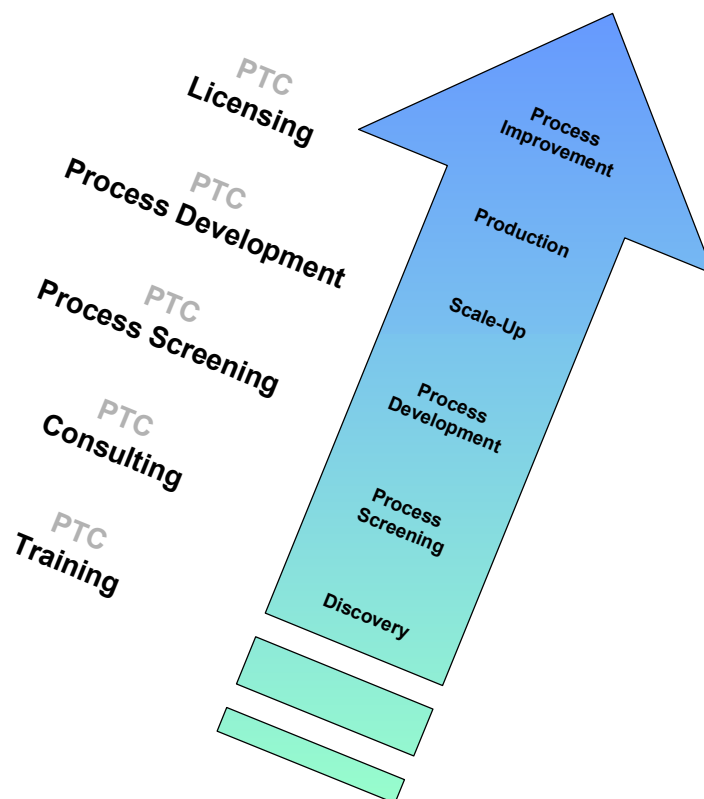 PTC
Licensing
PTC
Process Development
PTC
Process Screening
PTC
Consulting
PTC
Training
Process
Improvement
Production
Scale-Up
Process
Development
Process
Screening
Discovery